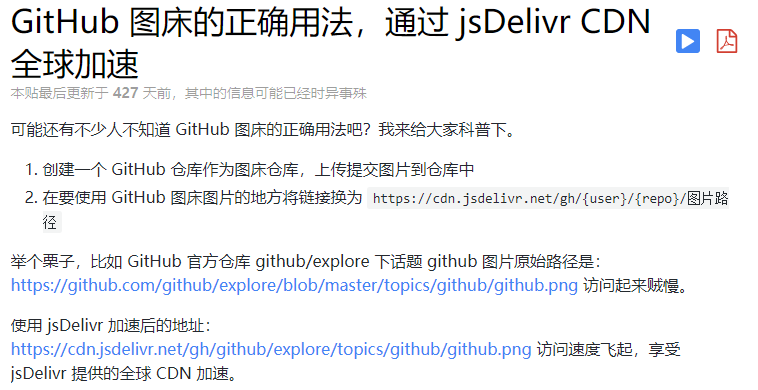 GitHub 图床的正确用法，通过 jsDelivr CDN
全球加速
本贴最后更新于 427 天前，其中的信息可能已经时异事殊
可能还有不少人不知道 GitHub 图床的正确用法吧？我来给大家科普下。
1. 创建一个 GitHub 仓库作为图床仓库，上传提交图片到仓库中
2. 在要使用 GitHub 图床图片的地方将链接换为 https://cdn.jsdelivr.net/gh/{user}/{repo}/图片路
径
举个栗子，比如 GitHub 官方仓库 github/explore 下话题 github 图片原始路径是：
https://github.com/github/explore/blob/master/topics/github/github.png 访问起来贼慢。
使用 jsDelivr 加速后的地址：
https://cdn.jsdelivr.net/gh/github/explore/topics/github/github.png 访问速度飞起，享受
jsDelivr 提供的全球 CDN 加速。